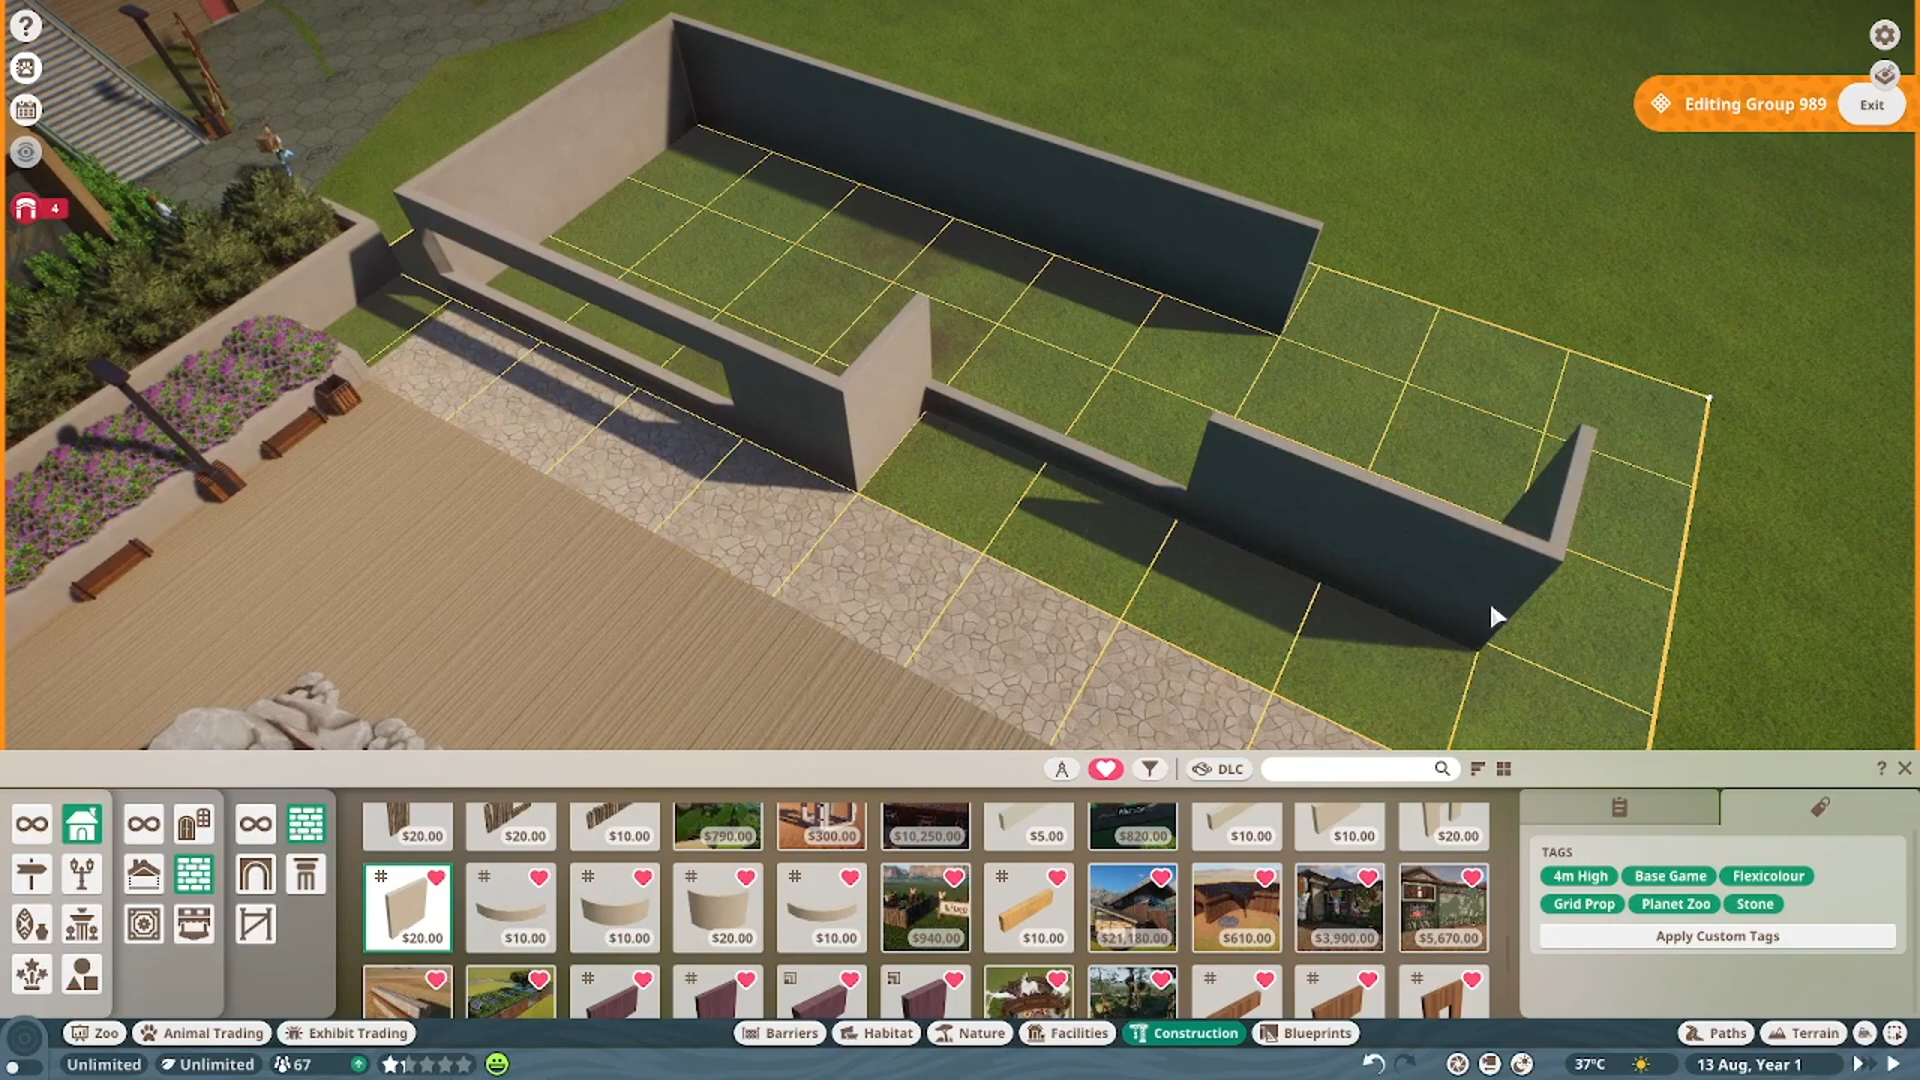 ?
Editing Group 989
Exit
4
DLC
? ×
$20.00 $20.00 $10.00 $790.00 $300.00 $10,250.00 $5.00 $820.00 $10.00 $10.00 $20.00
# # # # # #
$20.00 $10.00 $10.00 $20.00 $10.00 $940.00 $10.00 $21,180.00 $610.00 $3,900.00 $5,670.00
# # # # #
TAGS
4m High Base Game Flexicolour
Grid Prop Planet Zoo Stone
Apply Custom Tags
Zoo Animal Trading Exhibit Trading Barriers Habitat Nature Facilities Construction Blueprints Paths Terrain
Unlimited Unlimited 67 37°C 13 Aug, Year 1